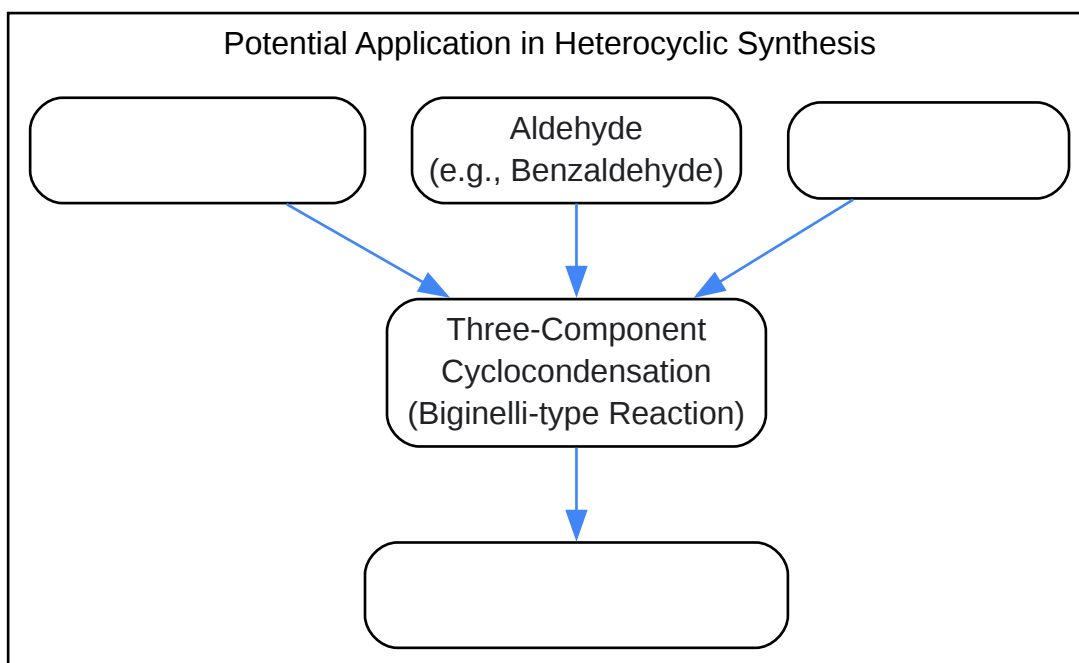 Potential Application in Heterocyclic Synthesis
Aldehyde
(e.g., Benzaldehyde)
Three-Component
Cyclocondensation
(Biginelli-type Reaction)